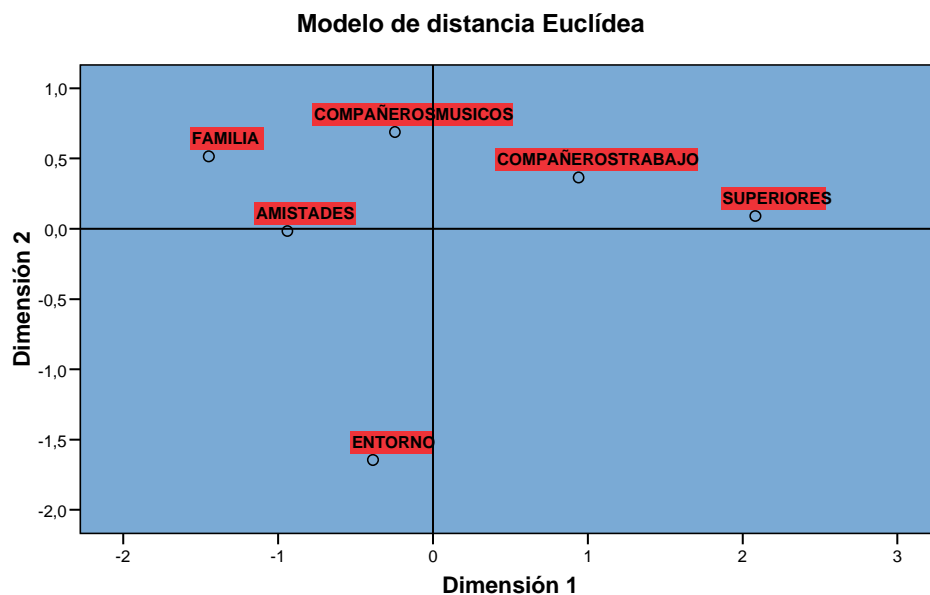 Modelo de distancia Euclídea
1,0
COMPAÑEROSMUSICOS
FAMILIA
0,5
COMPAÑEROSTRABAJO
SUPERIORES
AMISTADES
0,0
-0,5
-1,0
-1,5
ENTORNO
-2,0
Dimensión 2
-2 -1 0 1 2 3
Dimensión 1